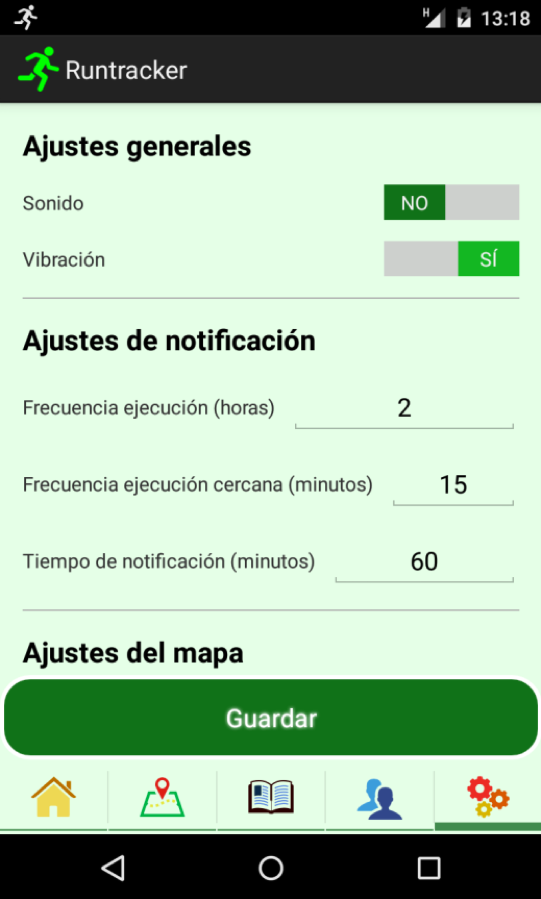 H 13:18
Runtracker
Ajustes generales
Sonido NO
Vibración SÍ
Ajustes de notificación
Frecuencia ejecución (horas) 2
Frecuencia ejecución cercana (minutos) 15
Tiempo de notificación (minutos) 60
Ajustes del mapa
Guardar